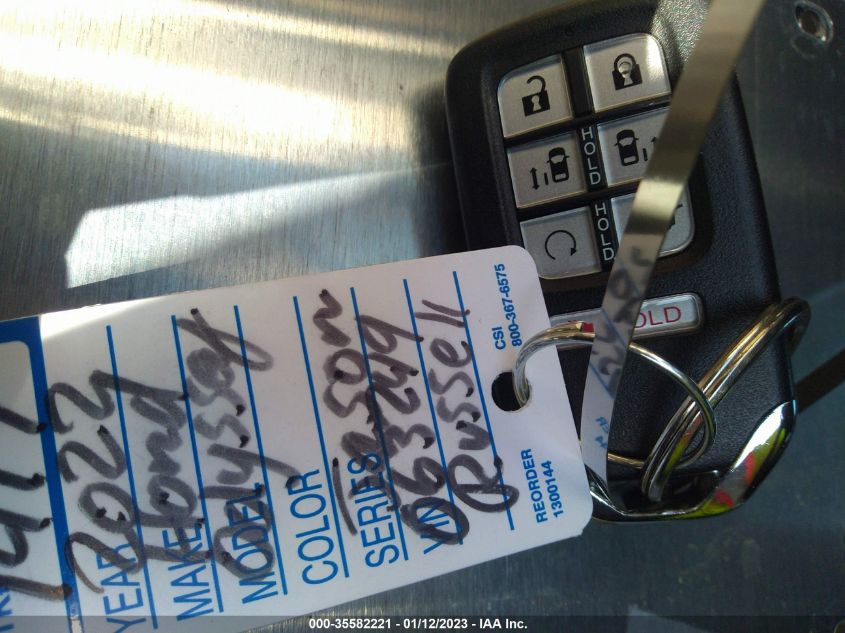 YEAR 2022
MAKE Honda
MODEL Odyssey
COLOR
SERIES Jason
VIN 063249
Russell
REORDER
1300144
CSI
800-367-6575
HOLD
HOLD
HOLD
000-35582221 - 01/12/2023 - IAA Inc.